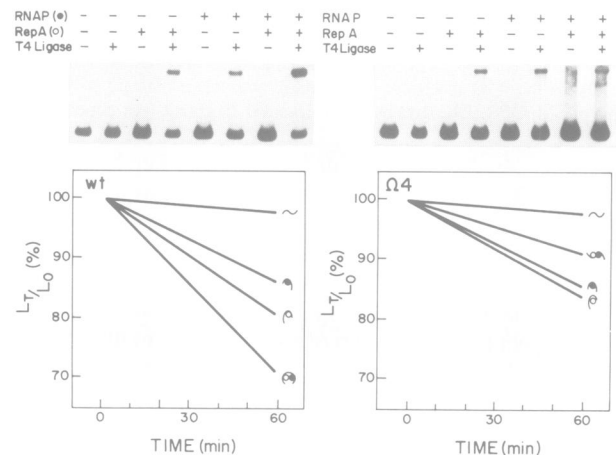 RNAP (●) – – – – + + + +
RepA (○) – – + + – – + +
T4 Ligase – + – + – + – +
RNAP – – – – + + + +
Rep A – – + + – – + +
T4 Ligase – + – + – + – +
wt
100
90
80
70
L_T/L_O (%)
0 30 60
TIME (min)
Ω4
100
90
80
70
L_T/L_O (%)
0 30 60
TIME (min)